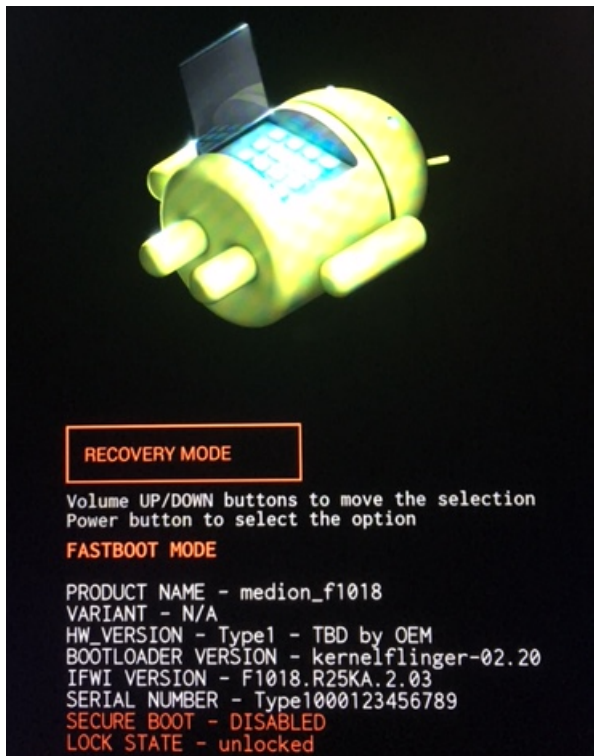 RECOVERY MODE
Volume UP/DOWN buttons to move the selection
Power button to select the option
FASTBOOT MODE
PRODUCT NAME - medion_f1018
VARIANT - N/A
HW_VERSION - Type1 - TBD by OEM
BOOTLOADER VERSION - kernelflinger-02.20
IFWI VERSION - F1018.R25KA.2.03
SERIAL NUMBER - Type1000123456789
SECURE BOOT - DISABLED
LOCK STATE - unlocked